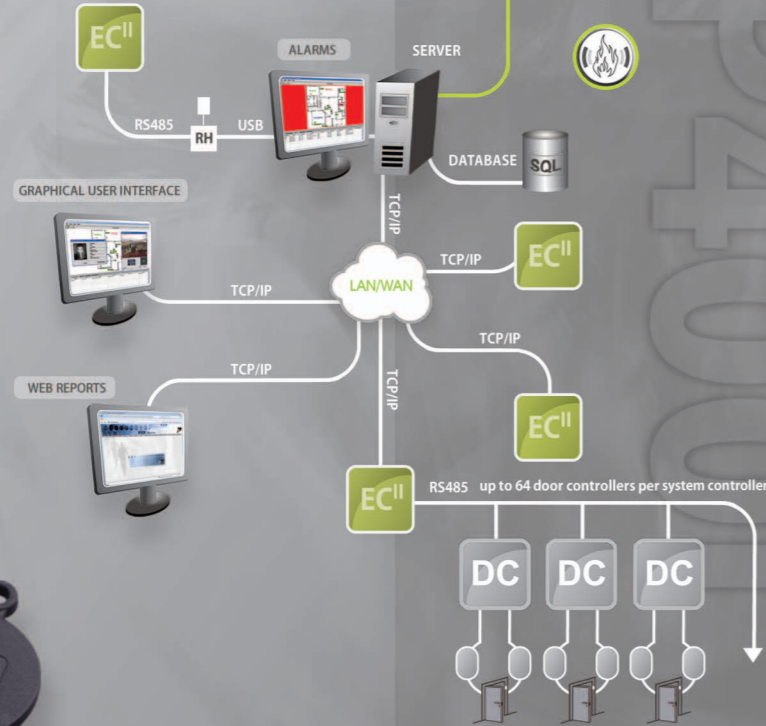 EC II
ALARMS
SERVER
RS485
RH
USB
DATABASE
SQL
GRAPHICAL USER INTERFACE
TCP/IP
TCP/IP
EC II
LAN/WAN
TCP/IP
TCP/IP
TCP/IP
WEB REPORTS
TCP/IP
EC II
EC II
RS485 up to 64 door controllers per system controller
DC DC DC